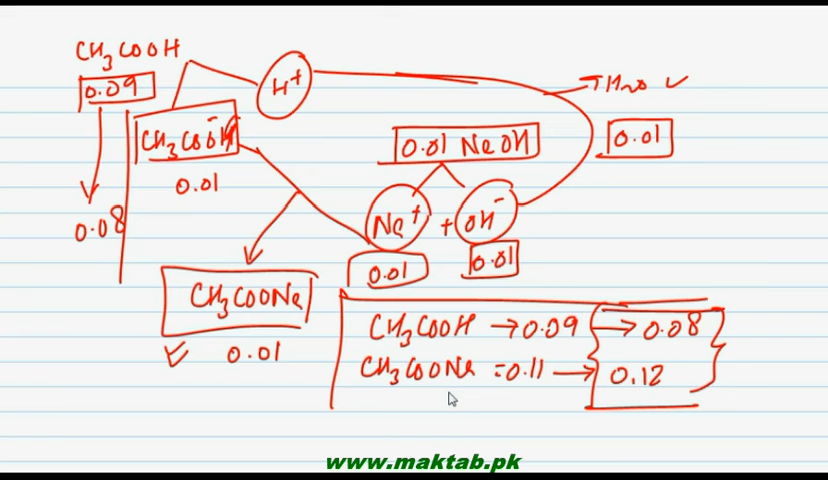 CH₃COOH
0.09
H⁺
H₂O ✓
0.01
CH₃COO⁻H
0.01 NaOH
0.01
Na⁺ + OH⁻
0.08
0.01
0.01
CH₃COONa
0.01
CH₃COOH → 0.09 → 0.08
CH₃COONa = 0.11 → 0.12
www.maktab.pk